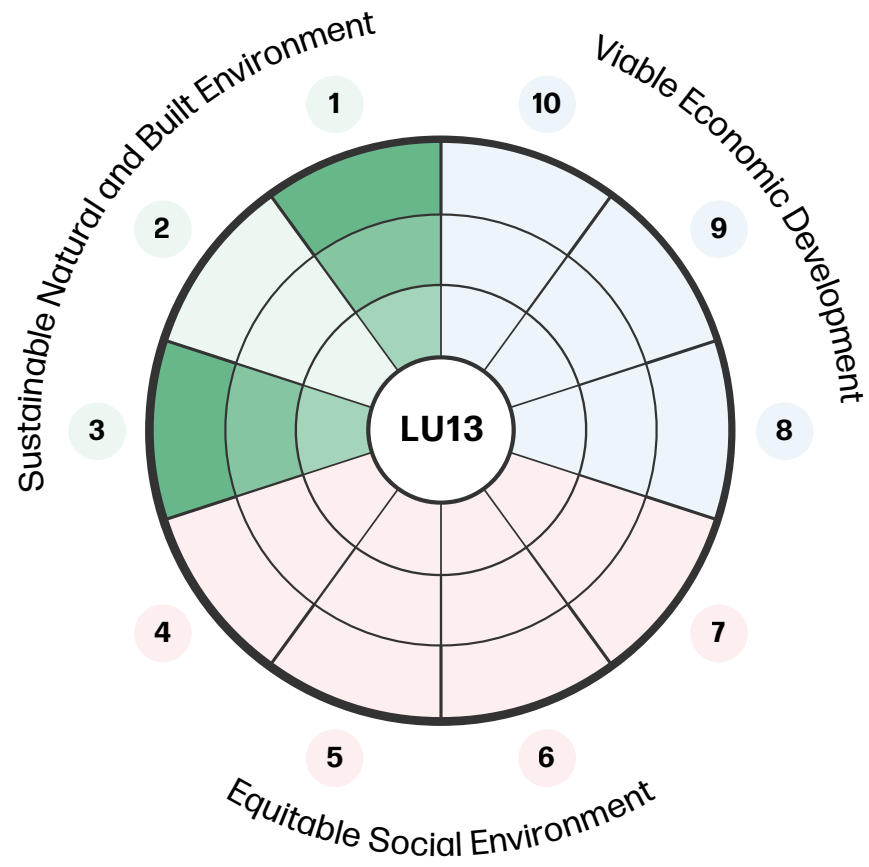 Sustainable Natural and Built Environment
Viable Economic Development
1
10
2
9
3
LU13
8
4
7
5
6
Equitable Social Environment